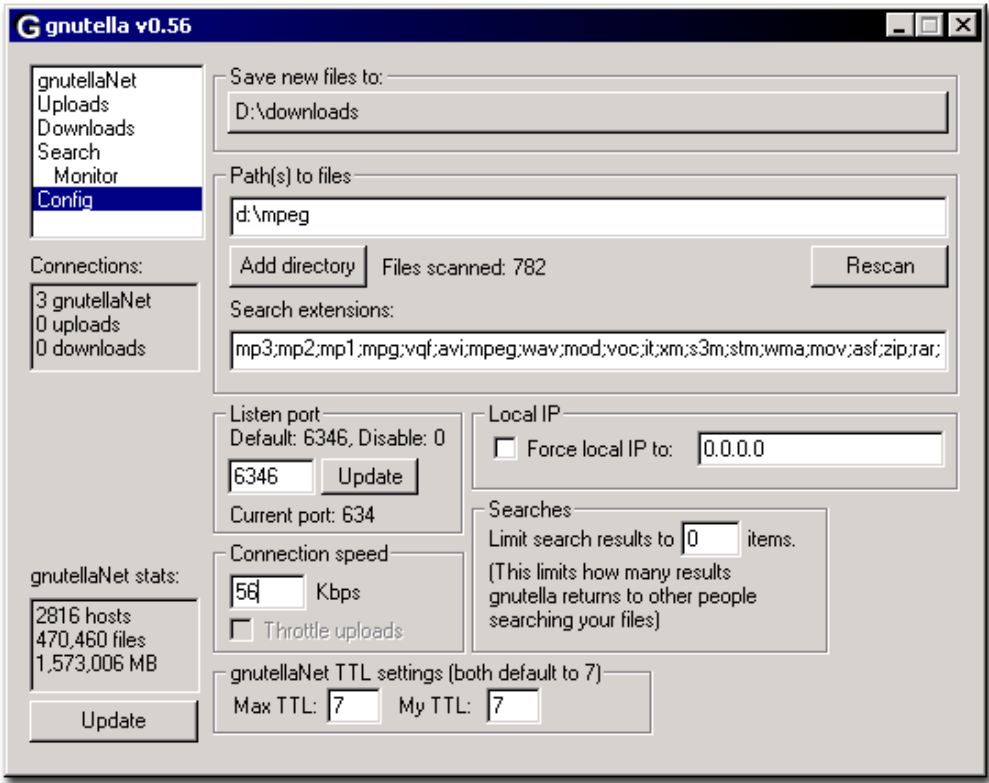 gnutella v0.56
gnutellaNet
Uploads
Downloads
Search
Monitor
Config
Connections:
3 gnutellaNet
0 uploads
0 downloads
gnutellaNet stats:
2816 hosts
470,460 files
1,573,006 MB
Update
Save new files to:
D:\downloads
Path(s) to files
d:\mpeg
Add directory
Files scanned: 782
Rescan
Search extensions:
mp3;mp2;mp1;mpg;vqf;avi;mpeg;wav;mod;voc;it;xm;s3m;stm;wma;mov;asf;zip;rar;
Listen port
Default: 6346, Disable: 0
6346 Update
Current port: 634
Local IP
Force local IP to: 0.0.0.0
Connection speed
56 Kbps
Throttle uploads
Searches
Limit search results to 0 items.
(This limits how many results
gnutella returns to other people
searching your files)
gnutellaNet TTL settings (both default to 7)
Max TTL: 7 My TTL: 7